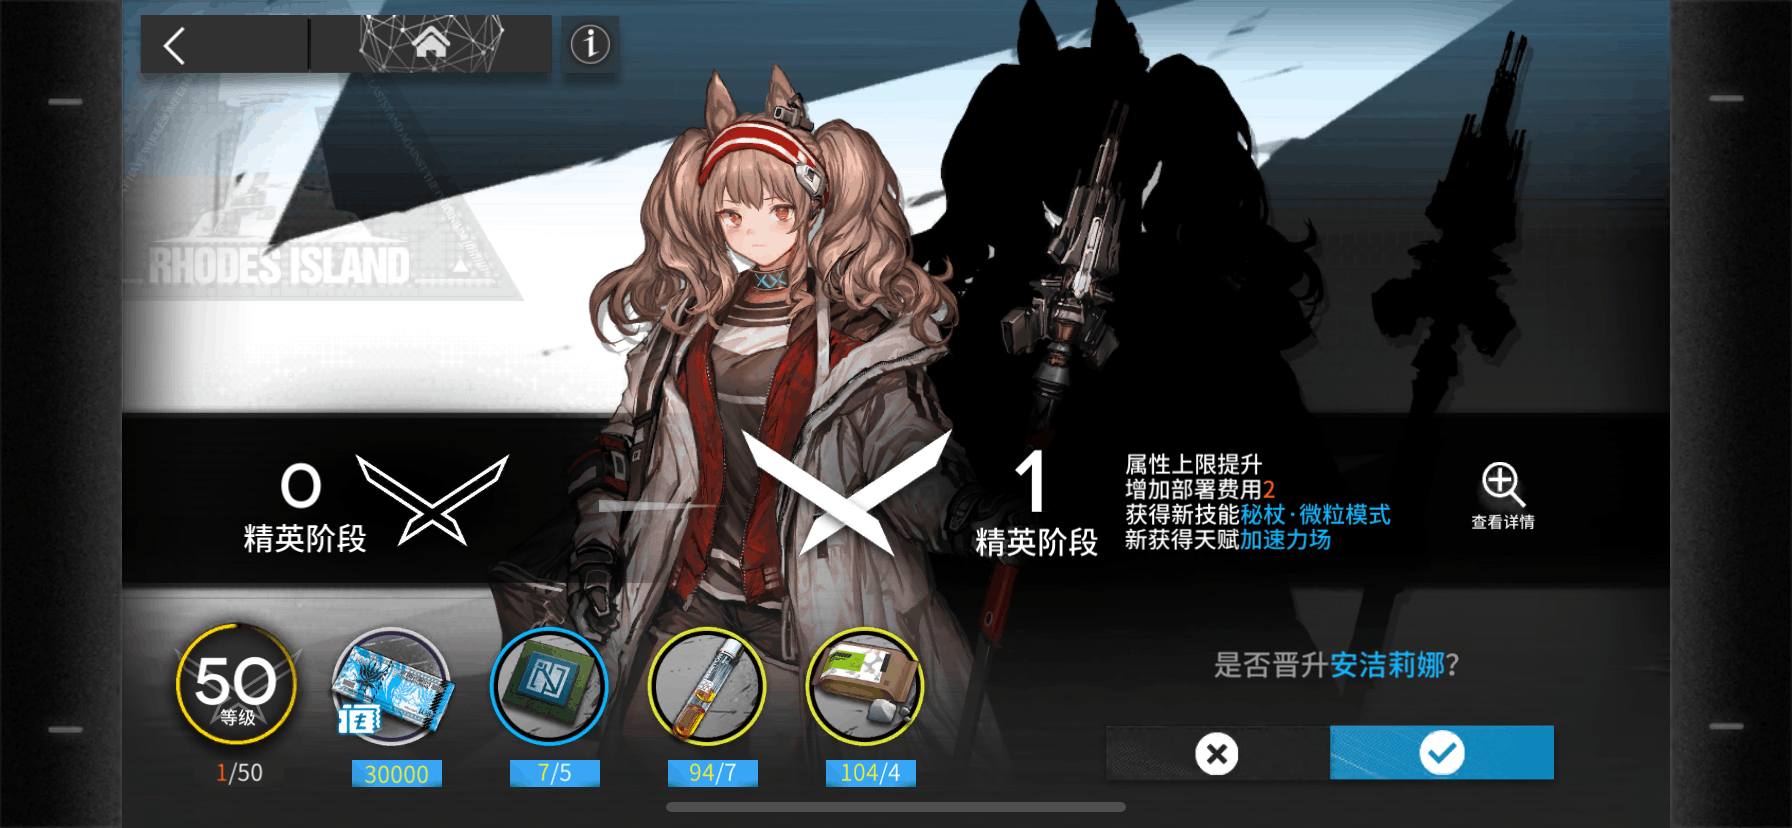 RHODES ISLAND
0
精英阶段
1
精英阶段
属性上限提升
增加部署费用2
获得新技能秘杖·微粒模式
新获得天赋加速力场
查看详情
50
等级
1/50
30000
7/5
94/7
104/4
是否晋升安洁莉娜?